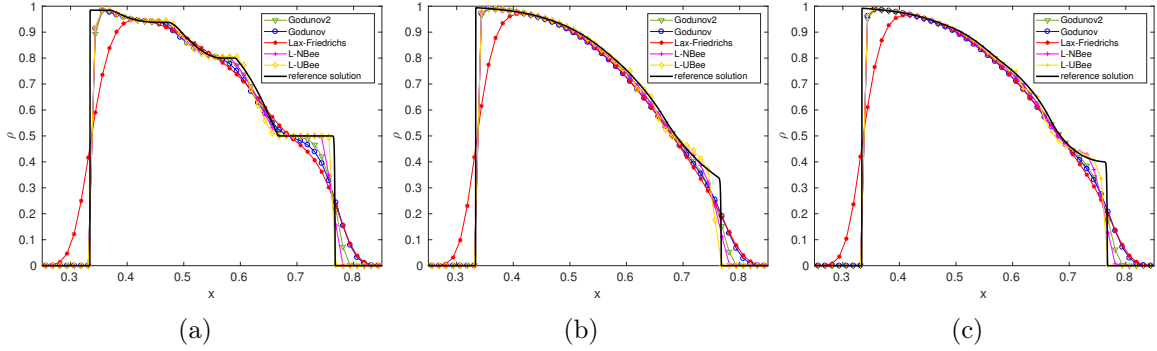 1
0.9
0.8
0.7
0.6
0.5
0.4
0.3
0.2
0.1
0
ρ
0.3 0.4 0.5 0.6 0.7 0.8
x
Godunov2
Godunov
Lax-Friedrichs
L-NBee
L-UBee
reference solution
(a)
1
0.9
0.8
0.7
0.6
0.5
0.4
0.3
0.2
0.1
0
ρ
0.3 0.4 0.5 0.6 0.7 0.8
x
Godunov2
Godunov
Lax-Friedrichs
L-NBee
L-UBee
reference solution
(b)
1
0.9
0.8
0.7
0.6
0.5
0.4
0.3
0.2
0.1
0
ρ
0.3 0.4 0.5 0.6 0.7 0.8
x
Godunov2
Godunov
Lax-Friedrichs
L-NBee
L-UBee
reference solution
(c)